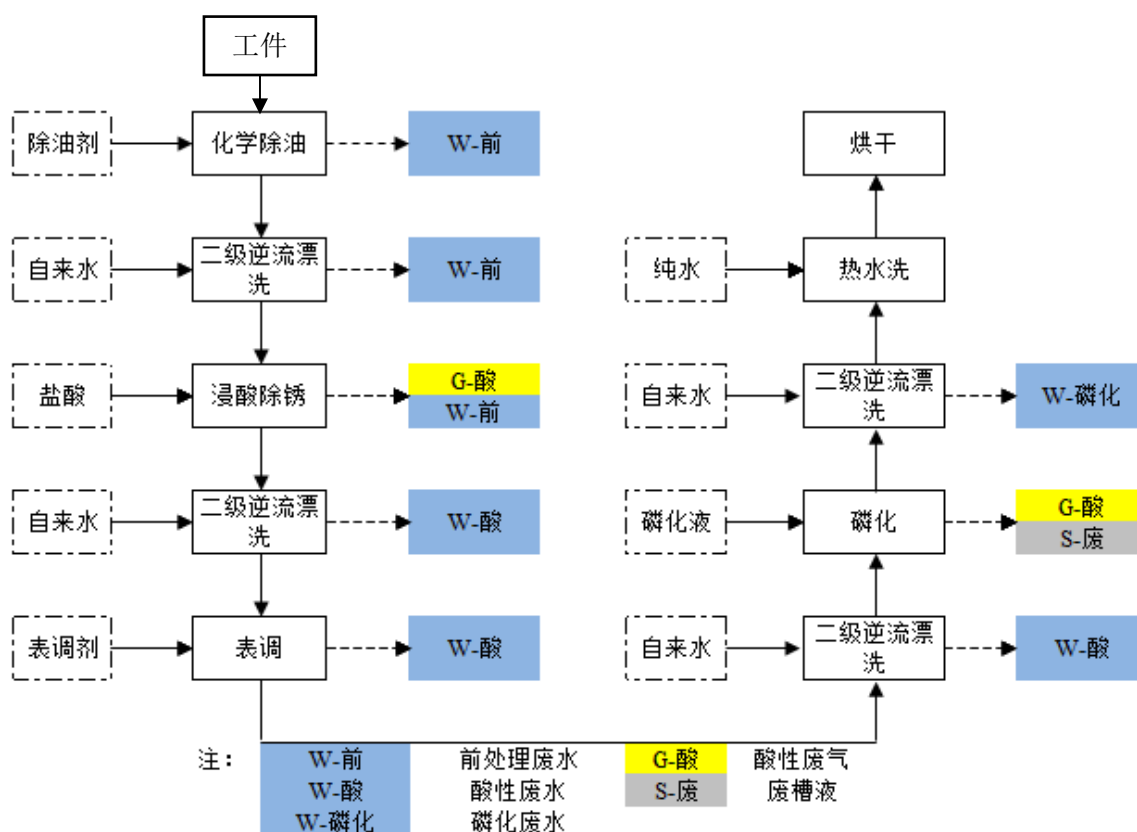 工件
除油剂 化学除油 W-前 烘干
自来水 二级逆流漂
洗 W-前 纯水 热水洗
盐酸 浸酸除锈 G-酸
W-前 自来水 二级逆流漂
洗 W-磷化
自来水 二级逆流漂
洗 W-酸 磷化液 磷化 G-酸
S-废
表调剂 表调 W-酸 自来水 二级逆流漂
洗 W-酸
注： W-前 前处理废水 G-酸 酸性废气
W-酸 酸性废水 S-废 废槽液
W-磷化 磷化废水